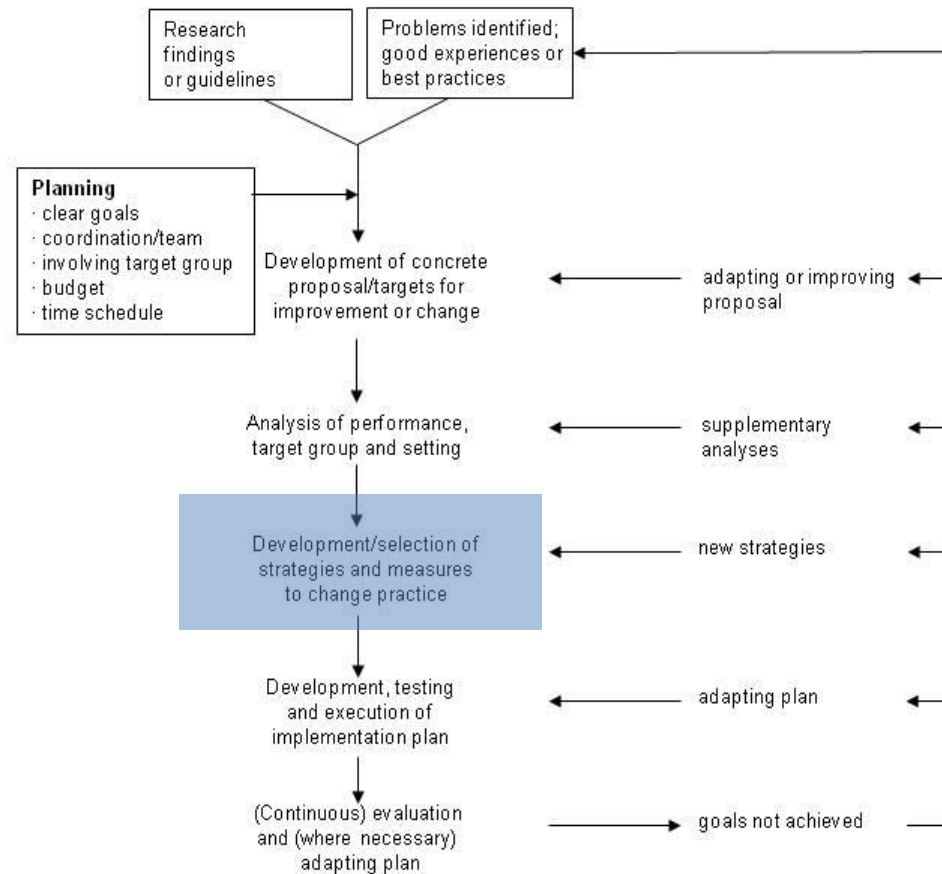 Research
findings
or guidelines
Problems identified;
good experiences or
best practices
Planning
· clear goals
· coordination/team
· involving target group
· budget
· time schedule
Development of concrete
proposal/targets for
improvement or change
adapting or improving
proposal
Analysis of performance,
target group and setting
supplementary
analyses
Development/selection of
strategies and measures
to change practice
new strategies
Development, testing
and execution of
implementation plan
adapting plan
(Continuous) evaluation
and (where necessary)
adapting plan
goals not achieved